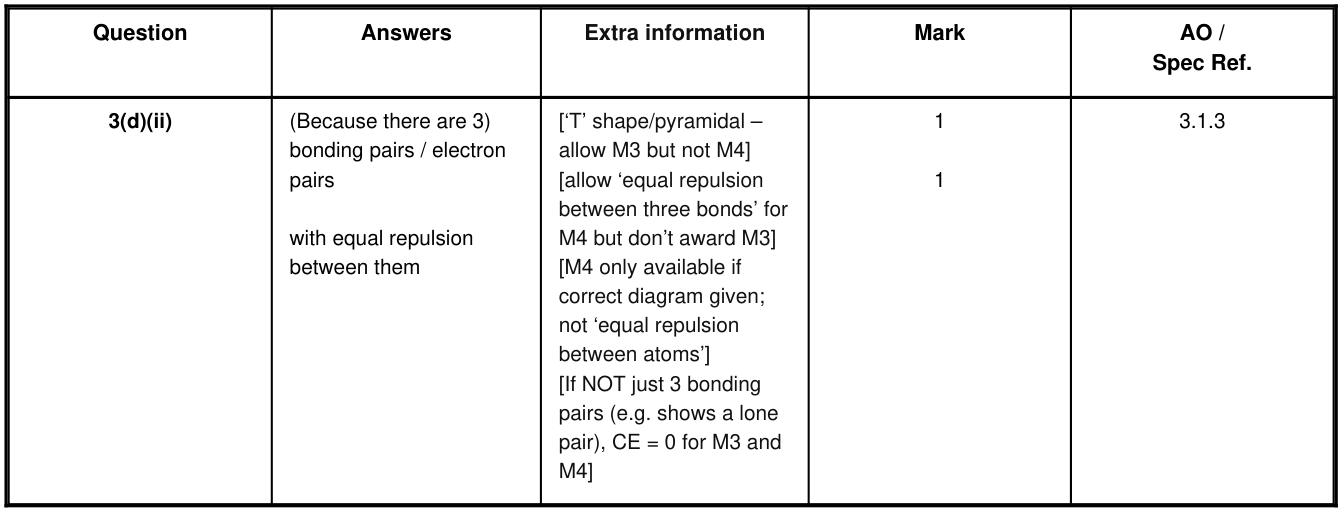 Question
Answers
Extra information
Mark
AO /
Spec Ref.
3(d)(ii)
(Because there are 3)
bonding pairs / electron
pairs
with equal repulsion
between them
[‘T’ shape/pyramidal –
allow M3 but not M4]
[allow ‘equal repulsion
between three bonds’ for
M4 but don’t award M3]
[M4 only available if
correct diagram given;
not ‘equal repulsion
between atoms’]
[If NOT just 3 bonding
pairs (e.g. shows a lone
pair), CE = 0 for M3 and
M4]
1
1
3.1.3